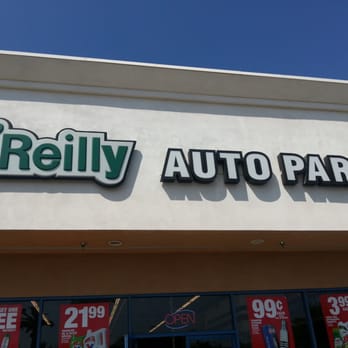 'Reilly AUTO PAR
EE
21.99
OPEN
99¢
3.99